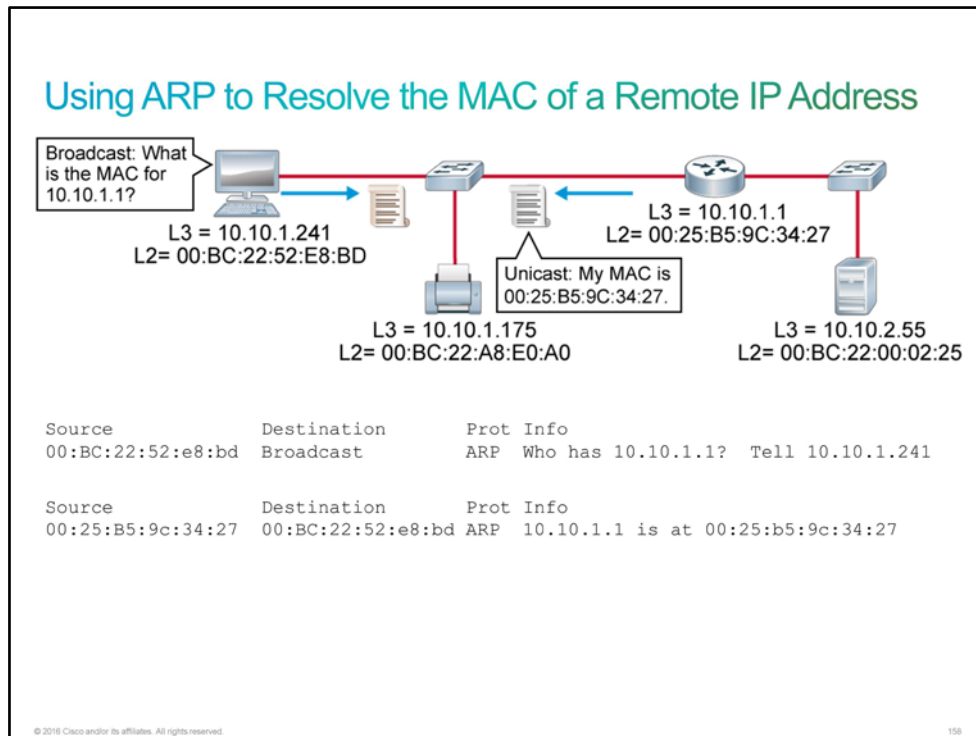 Using ARP to Resolve the MAC of a Remote IP Address
Broadcast: What
is the MAC for
10.10.1.1?
L3 = 10.10.1.241
L2= 00:BC:22:52:E8:BD
L3 = 10.10.1.1
L2= 00:25:B5:9C:34:27
Unicast: My MAC is
00:25:B5:9C:34:27.
L3 = 10.10.1.175
L2= 00:BC:22:A8:E0:A0
L3 = 10.10.2.55
L2= 00:BC:22:00:02:25
Source Destination Prot Info
00:BC:22:52:e8:bd Broadcast ARP Who has 10.10.1.1? Tell 10.10.1.241
Source Destination Prot Info
00:25:B5:9c:34:27 00:BC:22:52:e8:bd ARP 10.10.1.1 is at 00:25:b5:9c:34:27
© 2016 Cisco and/or its affiliates. All rights reserved.
158